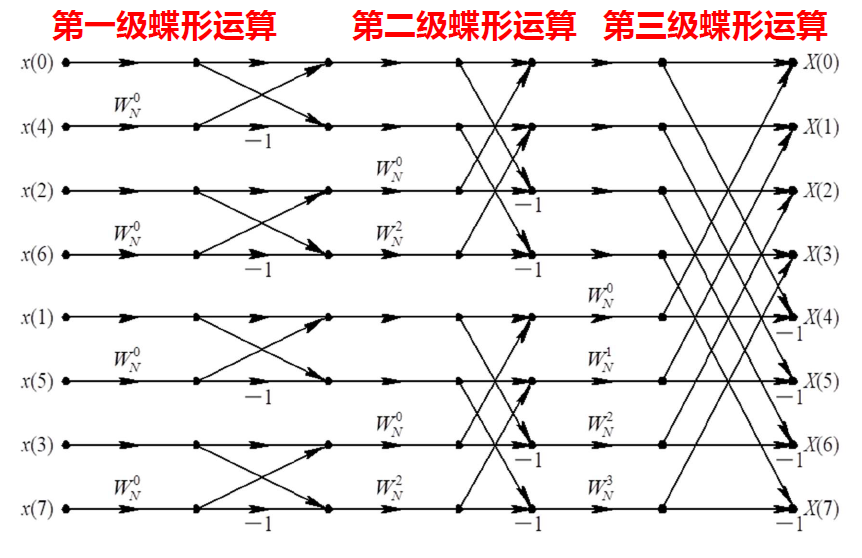 第一级蝶形运算 第二级蝶形运算 第三级蝶形运算
x(0) X(0)
W_N^0
x(4) -1 X(1)
W_N^0
x(2) -1 X(2)
W_N^0 W_N^2
x(6) -1 -1 X(3)
W_N^0
x(1) -1 X(4)
W_N^0 W_N^1
x(5) -1 -1 X(5)
W_N^0 W_N^2
x(3) -1 -1 X(6)
W_N^0 W_N^2 W_N^3
x(7) -1 -1 -1 X(7)